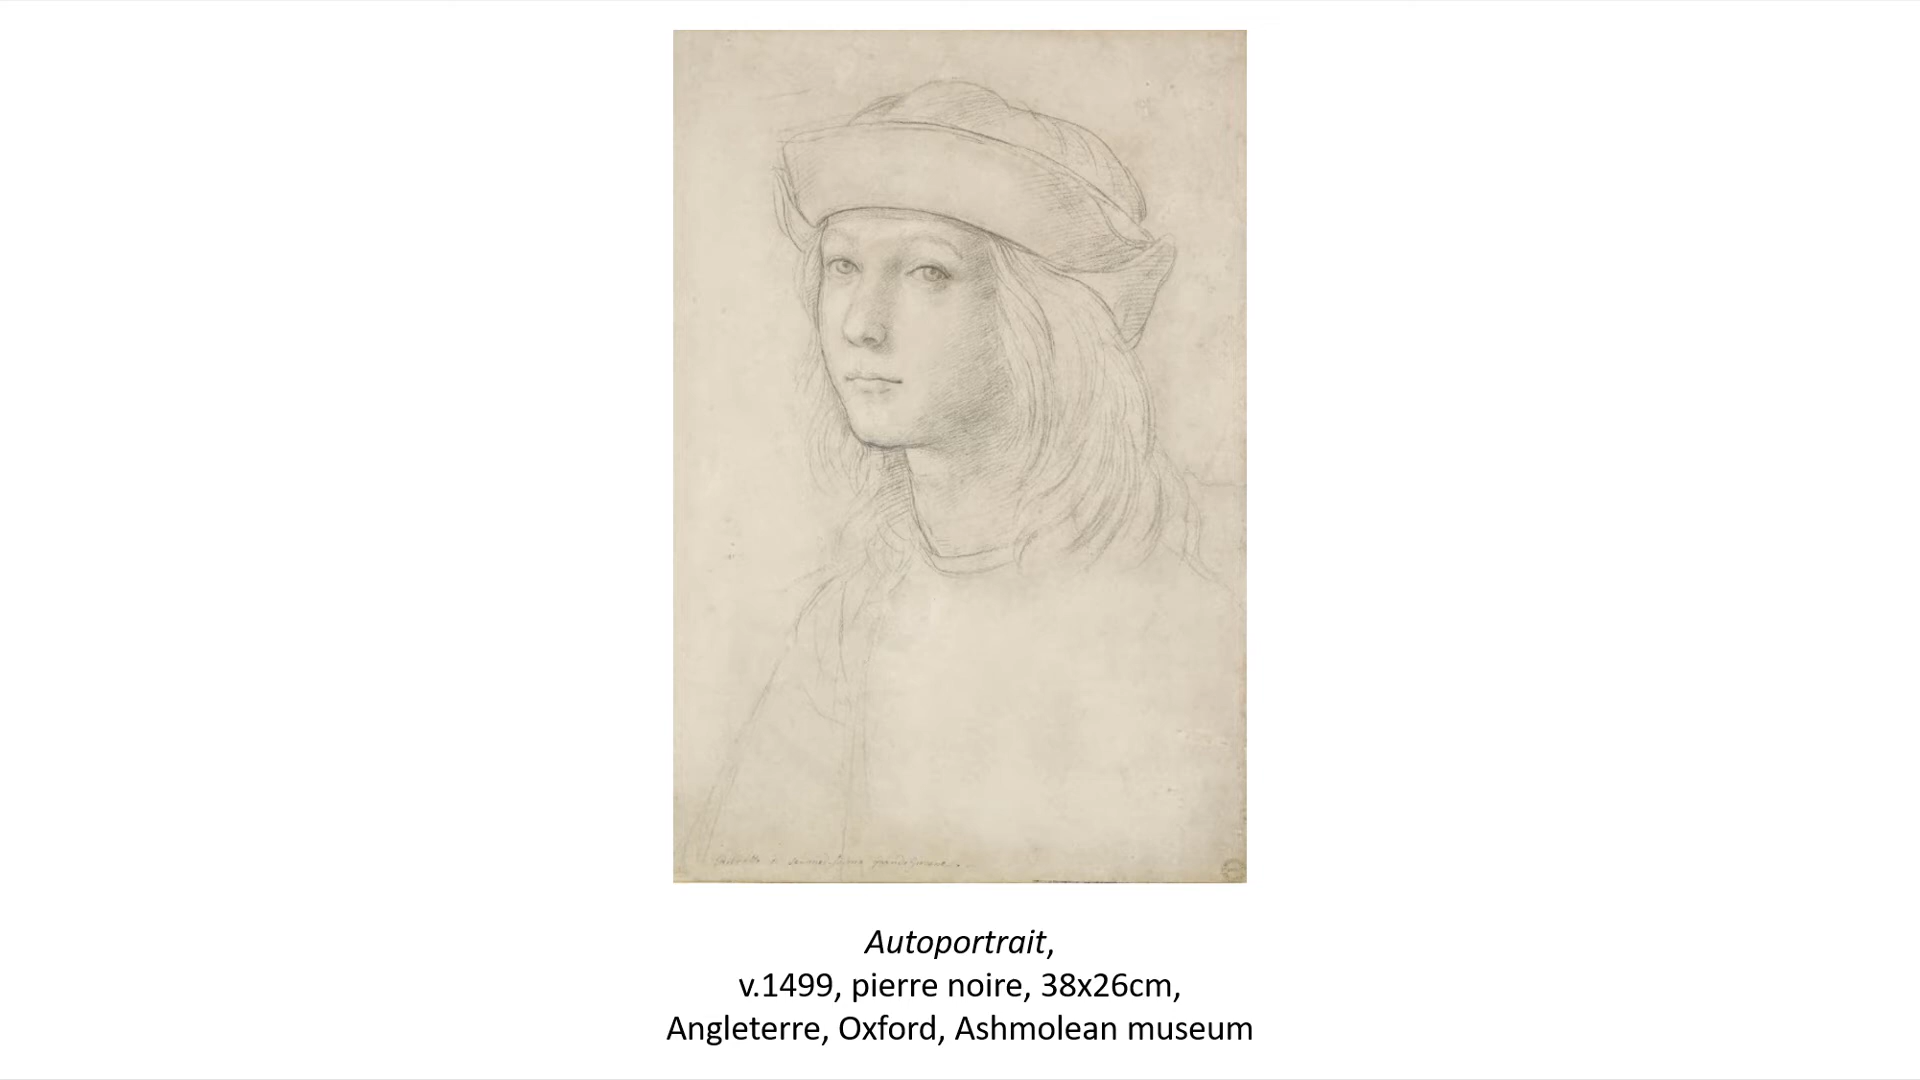 Autoportrait,
v.1499, pierre noire, 38x26cm,
Angleterre, Oxford, Ashmolean museum